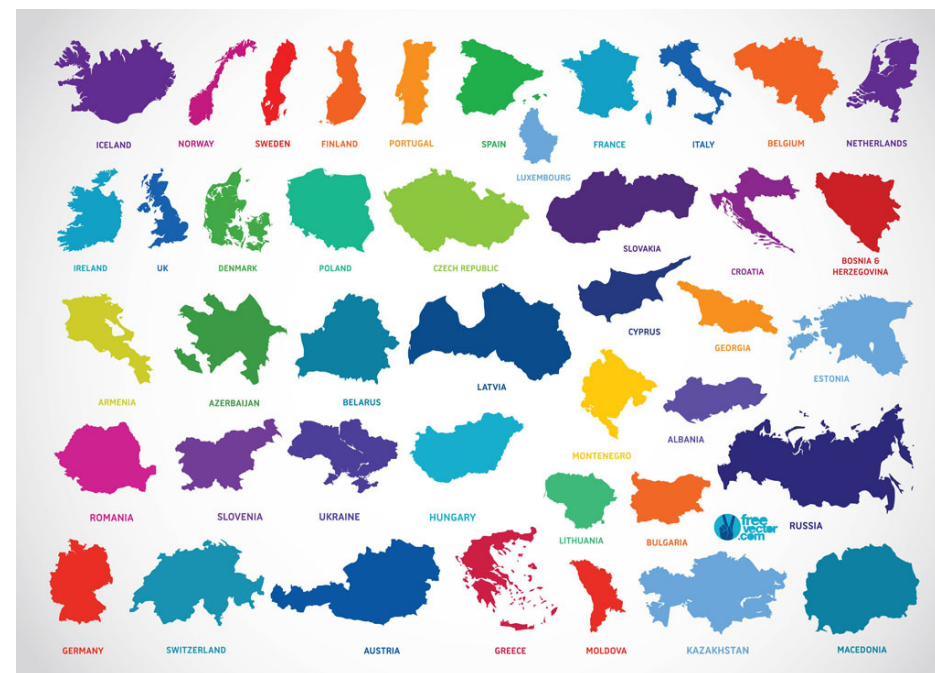 ICELAND
NORWAY
SWEDEN
FINLAND
PORTUGAL
SPAIN
FRANCE
ITALY
BELGIUM
NETHERLANDS
LUXEMBOURG
IRELAND
UK
DENMARK
POLAND
CZECH REPUBLIC
SLOVAKIA
CROATIA
BOSNIA &
HERZEGOVINA
CYPRUS
GEORGIA
ESTONIA
ARMENIA
AZERBAIJAN
BELARUS
LATVIA
ALBANIA
MONTENEGRO
ROMANIA
SLOVENIA
UKRAINE
HUNGARY
LITHUANIA
BULGARIA
free
vector
.com
RUSSIA
GERMANY
SWITZERLAND
AUSTRIA
GREECE
MOLDOVA
KAZAKHSTAN
MACEDONIA